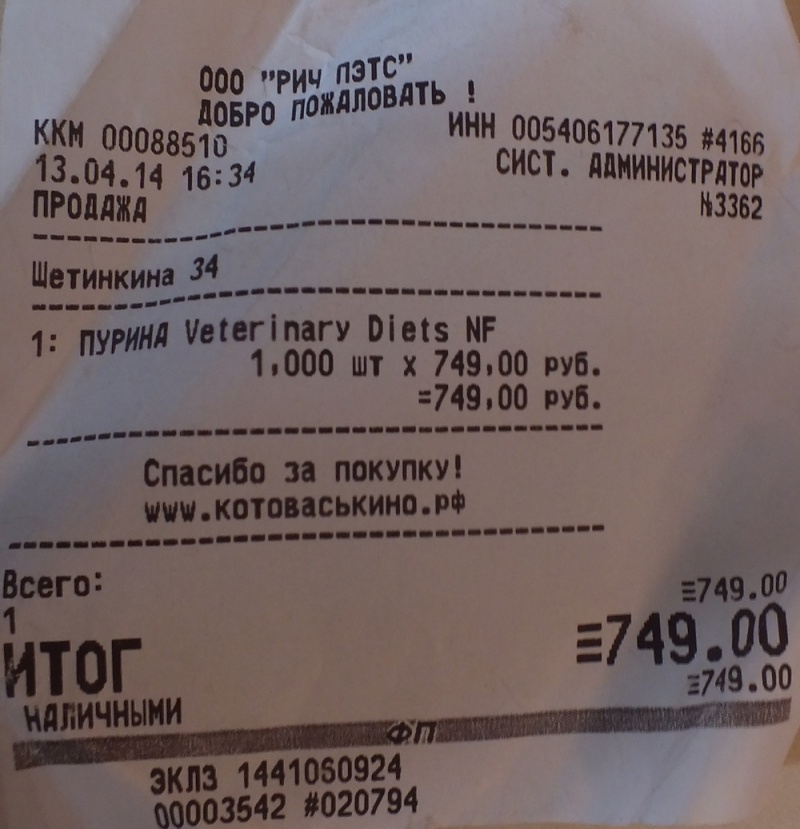 ООО "РИЧ ПЭТС"
ДОБРО ПОЖАЛОВАТЬ !
ККМ 00088510 ИНН 005406177135 #4166
13.04.14 16:34 СИСТ. АДМИНИСТРАТОР
ПРОДАЖА №3362
Шетинкина 34
1: ПУРИНА Veterinary Diets NF
1,000 шт х 749,00 руб.
=749,00 руб.
Спасибо за покупку!
www.котоваськино.рф
Всего: ≡749.00
1
ИТОГ ≡749.00
НАЛИЧНЫМИ ≡749.00
ФП
ЭКЛЗ 1441060924
00003542 #020794